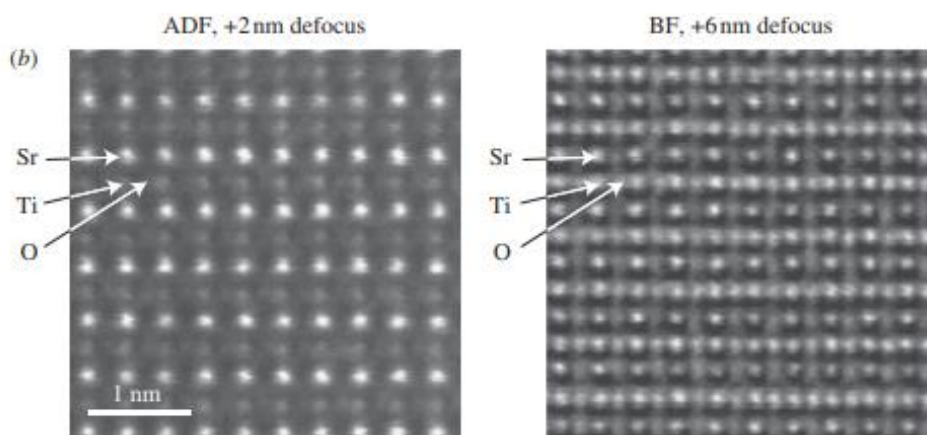 ADF, +2 nm defocus
BF, +6 nm defocus
(b)
Sr
Ti
O
1 nm
Sr
Ti
O